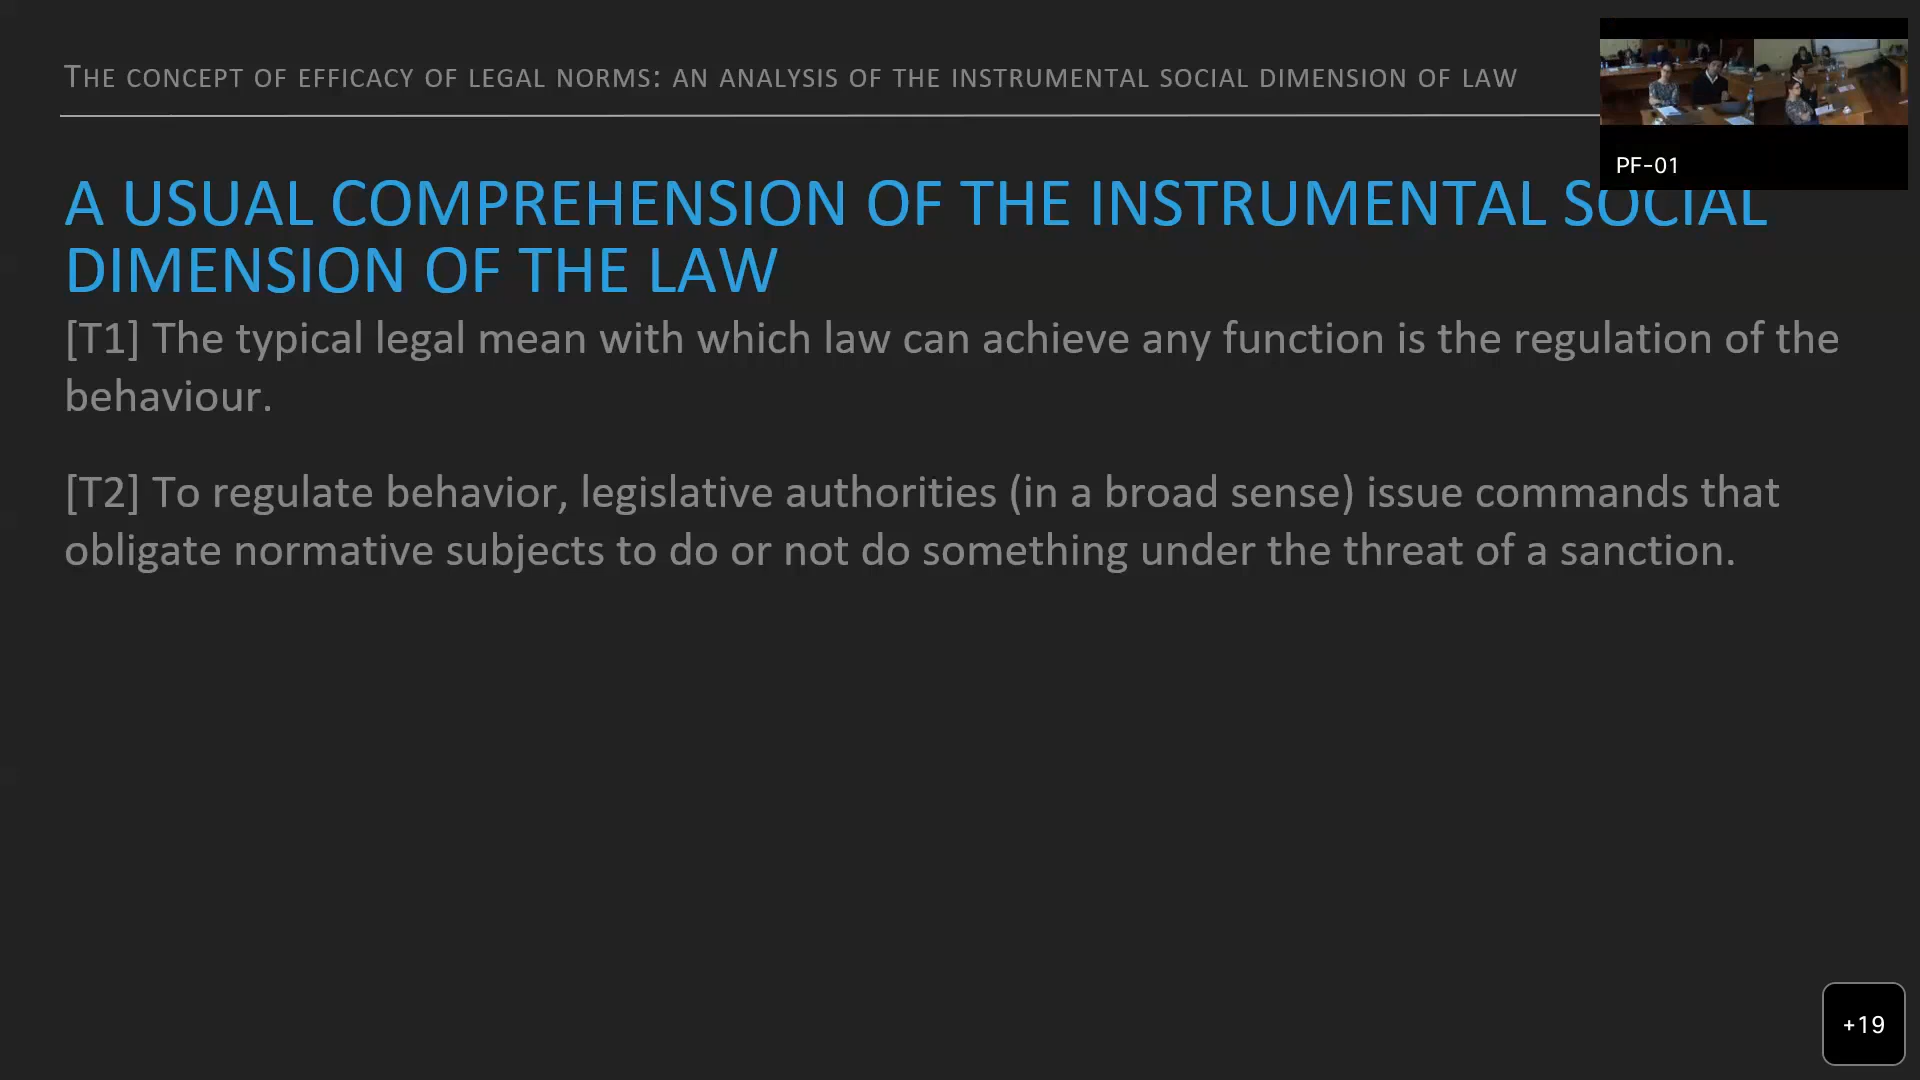 THE CONCEPT OF EFFICACY OF LEGAL NORMS: AN ANALYSIS OF THE INSTRUMENTAL SOCIAL DIMENSION OF LAW
PF-01
A USUAL COMPREHENSION OF THE INSTRUMENTAL SOCIAL
DIMENSION OF THE LAW
[T1] The typical legal mean with which law can achieve any function is the regulation of the
behaviour.
[T2] To regulate behavior, legislative authorities (in a broad sense) issue commands that
obligate normative subjects to do or not do something under the threat of a sanction.
+19